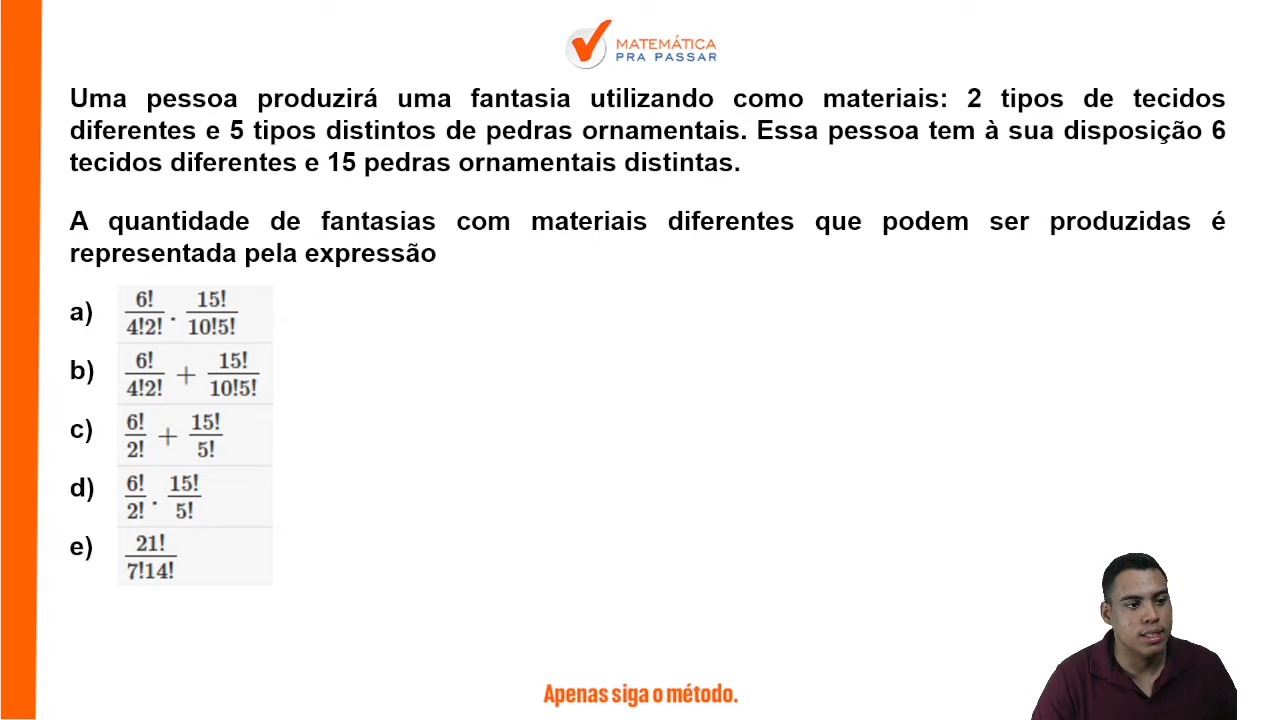 MATEMÁTICA
PRA PASSAR
Uma pessoa produzirá uma fantasia utilizando como materiais: 2 tipos de tecidos
diferentes e 5 tipos distintos de pedras ornamentais. Essa pessoa tem à sua disposição 6
tecidos diferentes e 15 pedras ornamentais distintas.
A quantidade de fantasias com materiais diferentes que podem ser produzidas é
representada pela expressão
a) 6!/4!2! . 15!/10!5!
b) 6!/4!2! + 15!/10!5!
c) 6!/2! + 15!/5!
d) 6!/2! . 15!/5!
e) 21!/7!14!
Apenas siga o método.